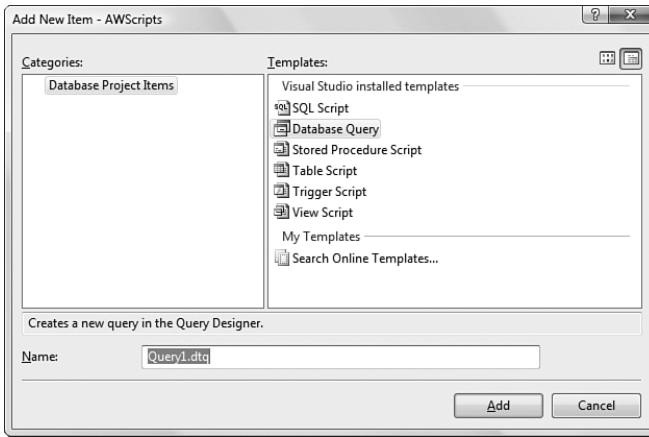 Add New Item - AWScripts
Categories:
Templates:
Database Project Items
Visual Studio installed templates
SQL Script
Database Query
Stored Procedure Script
Table Script
Trigger Script
View Script
My Templates
Search Online Templates...
Creates a new query in the Query Designer.
Name:
Query1.dtq
Add
Cancel